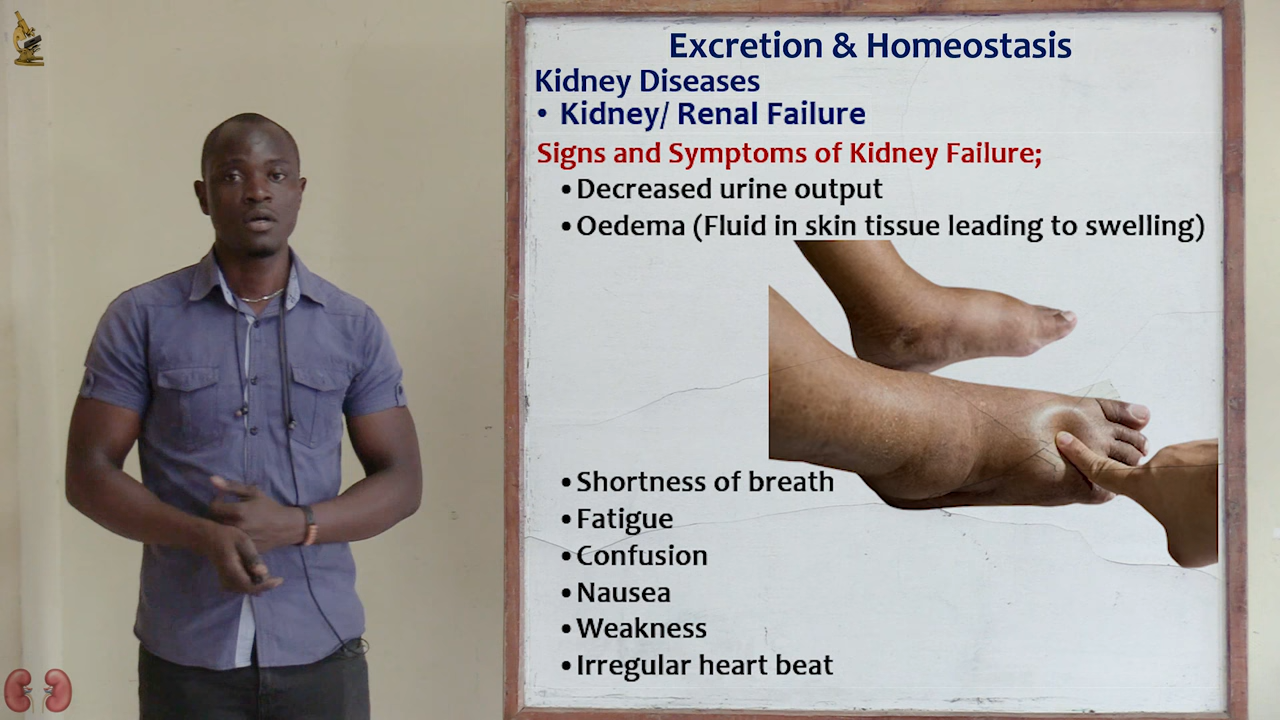 Excretion & Homeostasis
Kidney Diseases
• Kidney/ Renal Failure
Signs and Symptoms of Kidney Failure;
• Decreased urine output
• Oedema (Fluid in skin tissue leading to swelling)
• Shortness of breath
• Fatigue
• Confusion
• Nausea
• Weakness
• Irregular heart beat